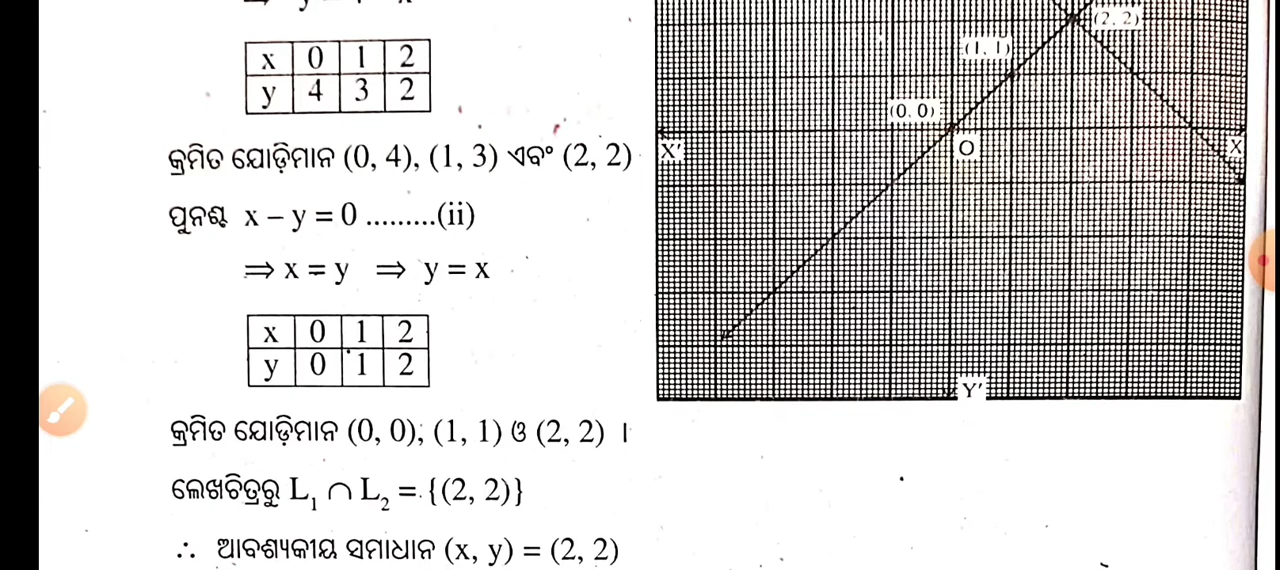 x 0 1 2
y 4 3 2
କ୍ରମିତ ଯୋଡ଼ିମାନ (0, 4), (1, 3) ଏବଂ (2, 2)
ପୁନଶ୍ଚ x – y = 0 .........(ii)
⇒ x = y ⇒ y = x
x 0 1 2
y 0 1 2
କ୍ରମିତ ଯୋଡ଼ିମାନ (0, 0), (1, 1) ଓ (2, 2) ।
ଲେଖଚିତ୍ରରୁ L₁ ∩ L₂ = {(2, 2)}
∴ ଆବଶ୍ୟକୀୟ ସମାଧାନ (x, y) = (2, 2)
(2, 2)
(1, 1)
(0, 0)
X'
O
X
Y'